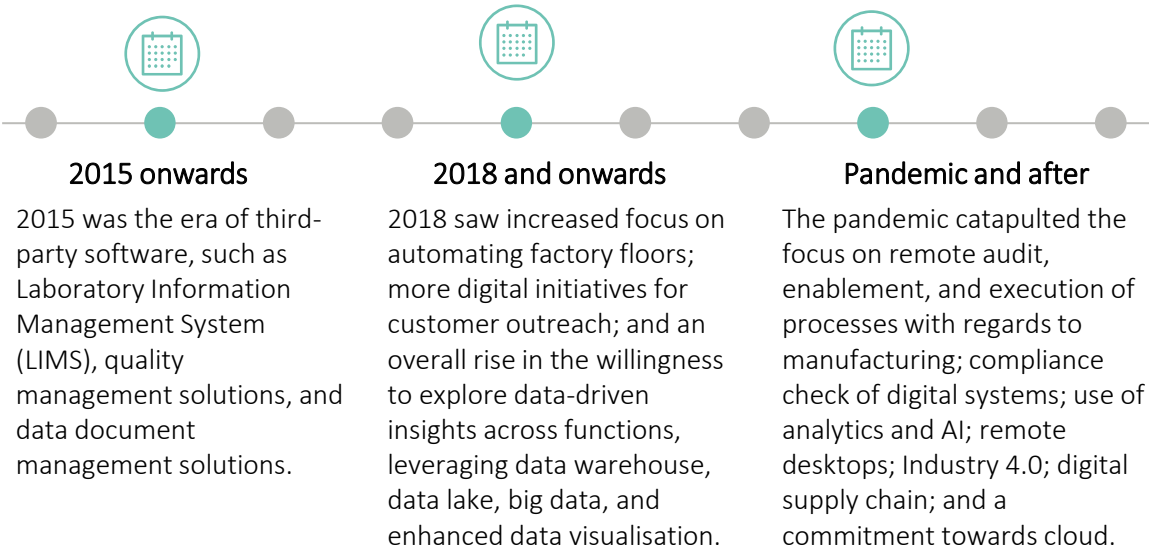 2015 onwards
2015 was the era of third-
party software, such as
Laboratory Information
Management System
(LIMS), quality
management solutions, and
data document
management solutions.
2018 and onwards
2018 saw increased focus on
automating factory floors;
more digital initiatives for
customer outreach; and an
overall rise in the willingness
to explore data-driven
insights across functions,
leveraging data warehouse,
data lake, big data, and
enhanced data visualisation.
Pandemic and after
The pandemic catapulted the
focus on remote audit,
enablement, and execution of
processes with regards to
manufacturing; compliance
check of digital systems; use of
analytics and AI; remote
desktops; Industry 4.0; digital
supply chain; and a
commitment towards cloud.